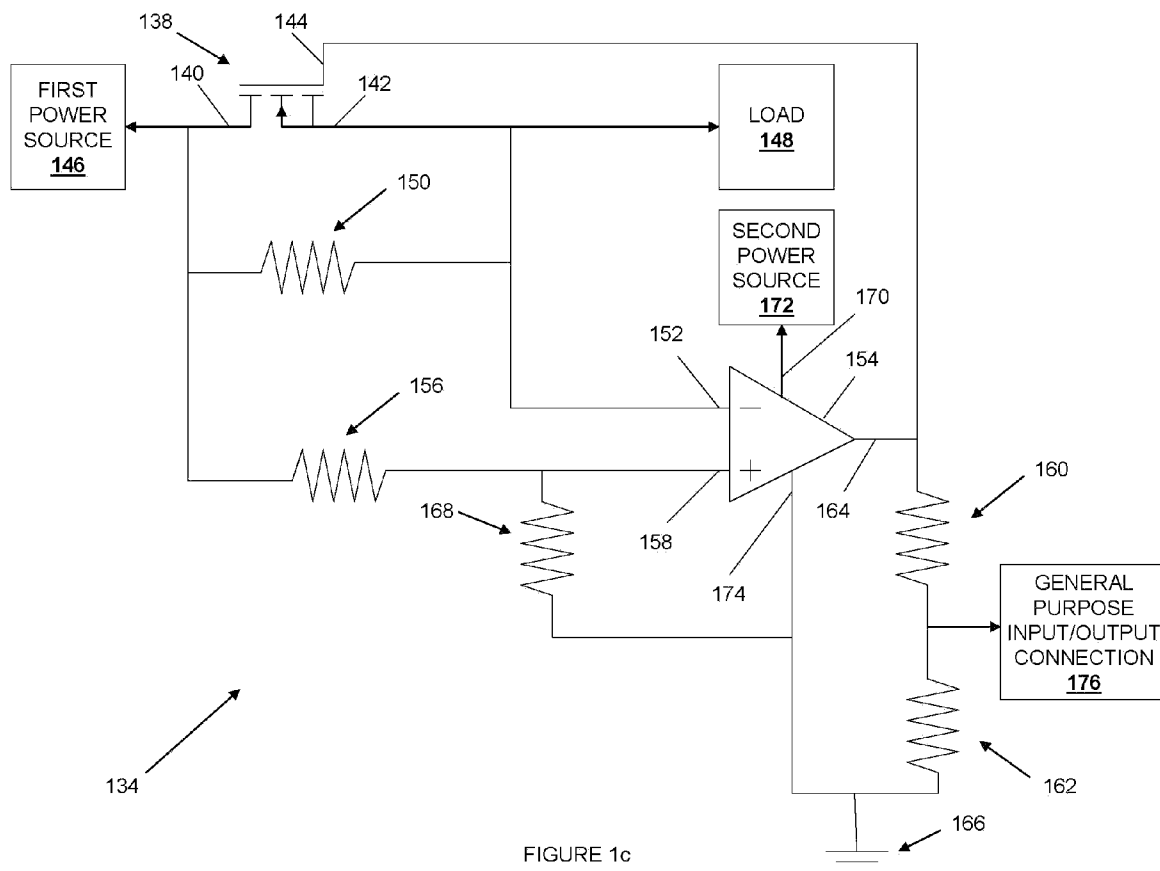 138
144
FIRST
POWER
SOURCE
146
140
142
LOAD
148
150
SECOND
POWER
SOURCE
172
170
152
154
156
−
+
168
158
164
160
174
GENERAL
PURPOSE
INPUT/OUTPUT
CONNECTION
176
134
162
166
FIGURE 1c